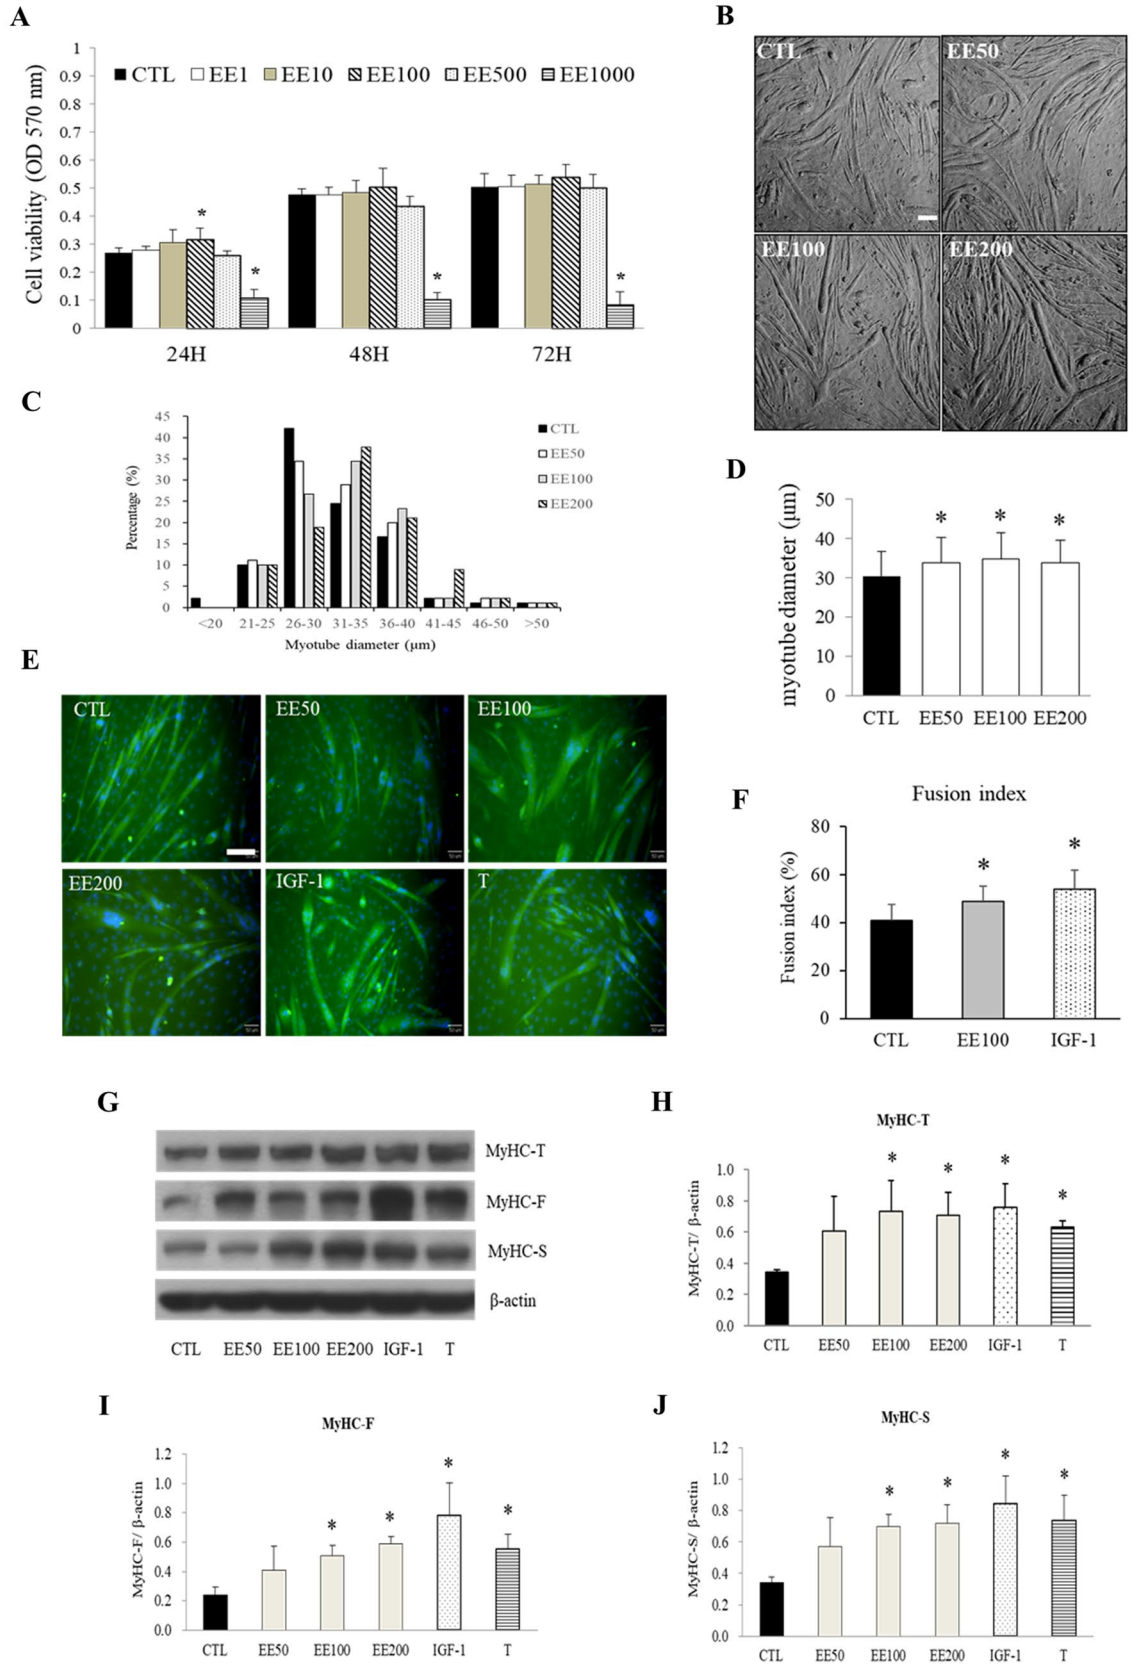 A
1
0.9
0.8
0.7
0.6
0.5
0.4
0.3
0.2
0.1
0
Cell viability (OD 570 nm)
CTL EE1 EE10 EE100 EE500 EE1000
* * * *
24H 48H 72H
B
CTL EE50
EE100 EE200
C
45
40
35
30
25
20
15
10
5
0
Percentage (%)
CTL
EE50
EE100
EE200
<20 21-25 26-30 31-35 36-40 41-45 46-50 >50
Myotube diameter (μm)
D
50
40
30
20
10
0
myotube diameter (μm)
* * *
CTL EE50 EE100 EE200
E
CTL EE50 EE100
EE200 IGF-1 T
F
Fusion index
80
60
40
20
0
Fusion index (%)
* *
CTL EE100 IGF-1
G
MyHC-T
MyHC-F
MyHC-S
β-actin
CTL EE50 EE100 EE200 IGF-1 T
H
MyHC-T
1.0
0.8
0.6
0.4
0.2
0.0
MyHC-T/ β-actin
* * * *
CTL EE50 EE100 EE200 IGF-1 T
I
MyHC-F
1.2
1.0
0.8
0.6
0.4
0.2
0.0
MyHC-F/ β-actin
* * * *
CTL EE50 EE100 EE200 IGF-1 T
J
MyHC-S
1.2
1.0
0.8
0.6
0.4
0.2
0.0
MyHC-S/ β-actin
* * * *
CTL EE50 EE100 EE200 IGF-1 T